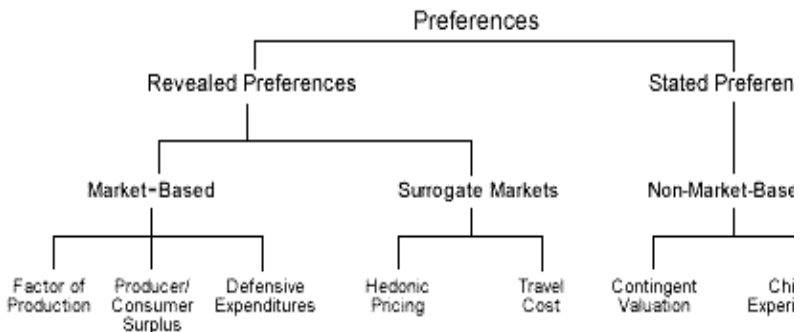 Preferences
Revealed Preferences
Stated Preferen
Market-Based
Surrogate Markets
Non-Market-Base
Factor of
Production
Producer/
Consumer
Surplus
Defensive
Expenditures
Hedonic
Pricing
Travel
Cost
Contingent
Valuation
Chi
Experi